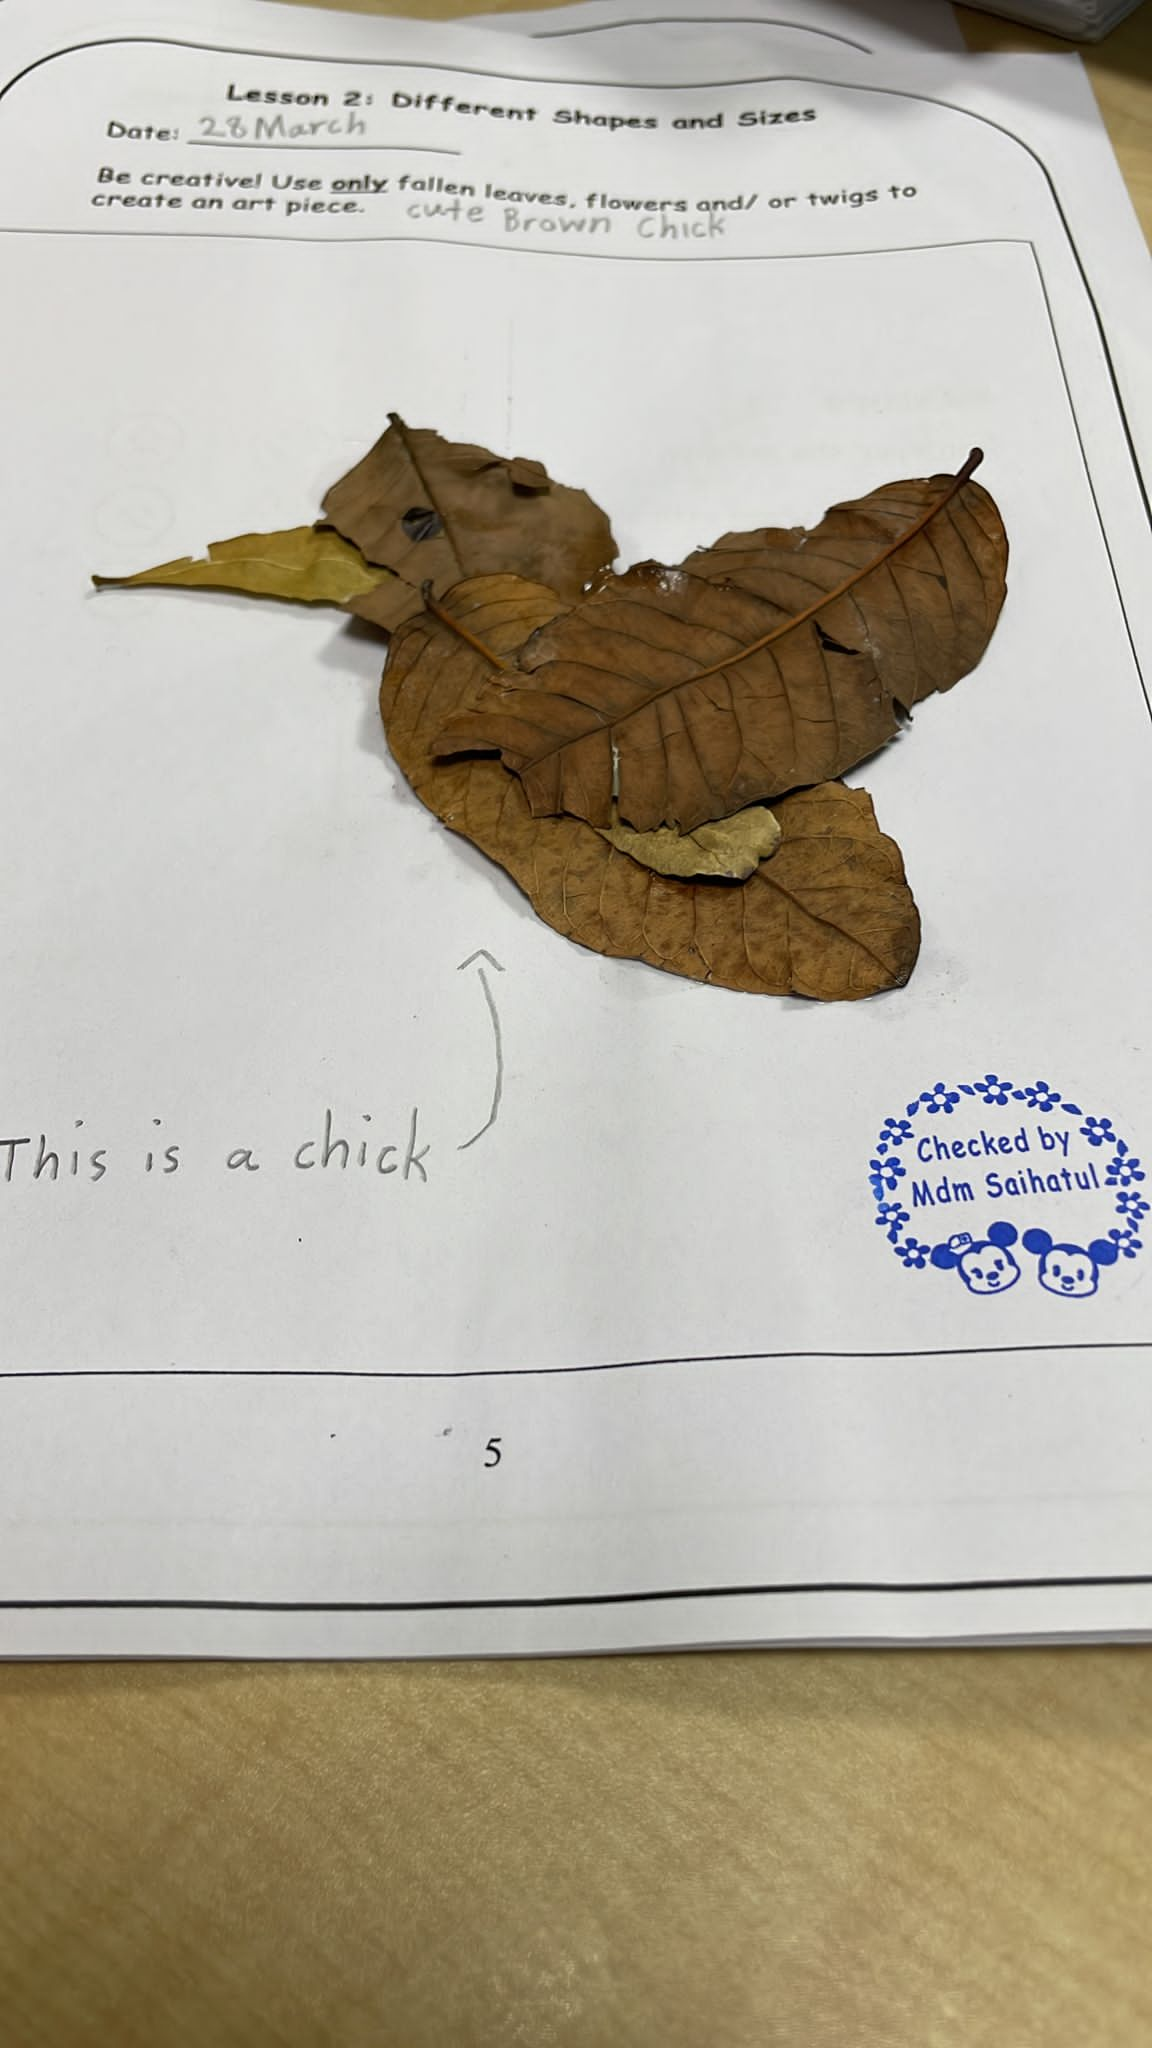 Lesson 2: Different Shapes and Sizes
Date: 28 March
Be creative! Use only fallen leaves, flowers and/ or twigs to
create an art piece. cute Brown Chick
This is a chick
Checked by
Mdm Saihatul
5